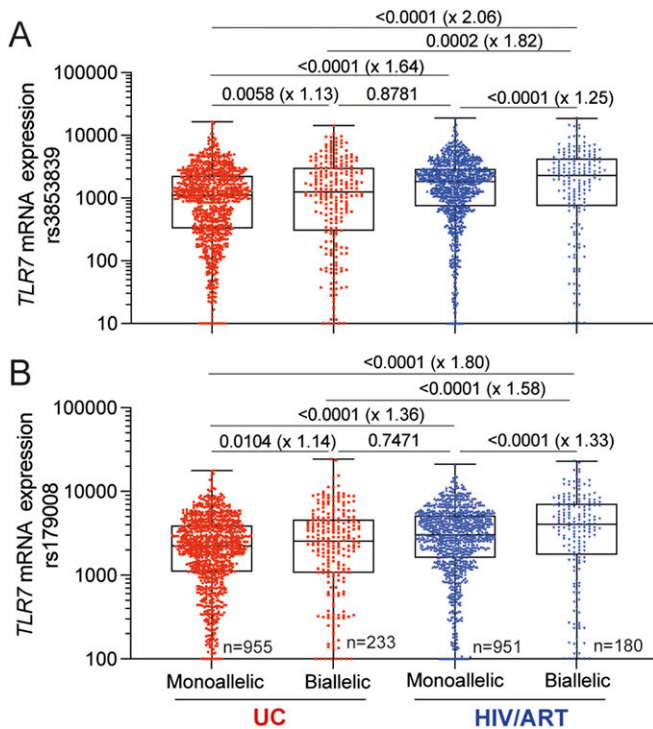 A
<0.0001 (x 2.06)
0.0002 (x 1.82)
<0.0001 (x 1.64)
0.0058 (x 1.13) 0.8781 <0.0001 (x 1.25)
TLR7 mRNA expression
rs3853839
100000
10000
1000
100
10
B
<0.0001 (x 1.80)
<0.0001 (x 1.58)
<0.0001 (x 1.36)
0.0104 (x 1.14) 0.7471 <0.0001 (x 1.33)
TLR7 mRNA expression
rs179008
100000
10000
1000
100
n=955 n=233 n=951 n=180
Monoallelic Biallelic Monoallelic Biallelic
UC HIV/ART